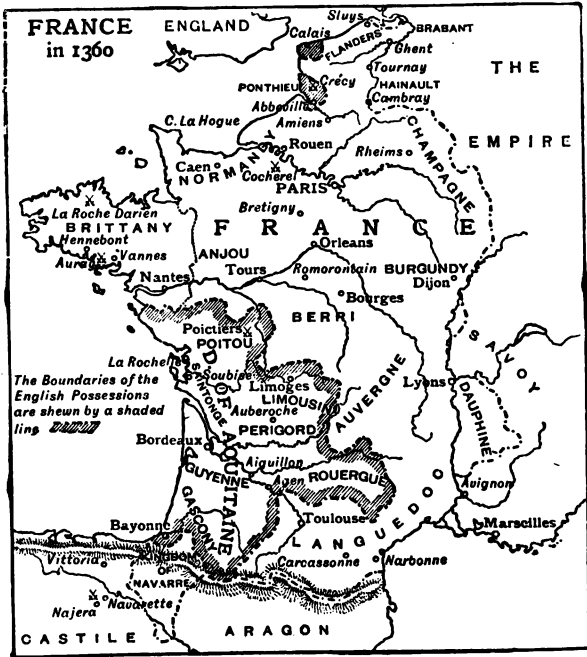 FRANCE
in 1360
ENGLAND
Sluys
BRABANT
Calais
FLANDERS
Ghent
THE
Tournay
HAINAULT
PONTHIEU
Crécy
Cambray
Abbeville
Amiens
C. La Hogue
EMPIRE
Rouen
Rheims
CHAMPAGNE
Caen
NORMANDY
Cocherel
PARIS
La Roche Darien
BRITTANY
Bretigny
FRANCE
Hennebont
Vannes
Auray
ANJOU
Orleans
Nantes
Tours
Romorontain
BURGUNDY
Dijon
Bourges
BERRI
SAVOY
Poictiers
POITOU
La Rochelle
Soubise
SAINTONGE
Limoges
LIMOUSIN
AUVERGNE
Lyons
DAUPHINE
The Boundaries of the
English Possessions
are shewn by a shaded
line
Auberoche
PERIGORD
D. OF AQUITAINE
Bordeaux
Aiguillon
GUYENNE
Agen
ROUERGUE
Avignon
GASCONY
Toulouse
LANGUEDOC
Marseilles
Bayonne
Carcassonne
Narbonne
Vittoria
KINGDOM
OF
NAVARRE
Najera
Navarette
CASTILE
ARAGON